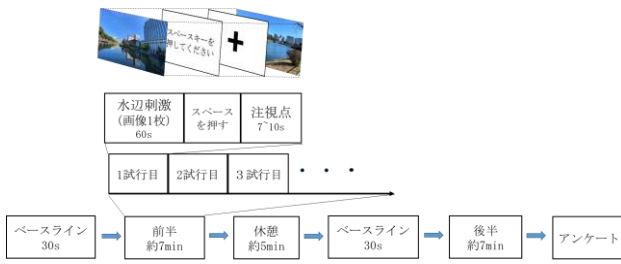 スペースキーを
押してください
+
水辺刺激
(画像1枚)
60s
スペース
を押す
注視点
7~10s
1試行目
2試行目
3試行目
・・・
ベースライン
30s
前半
約7min
休憩
約5min
ベースライン
30s
後半
約7min
アンケート